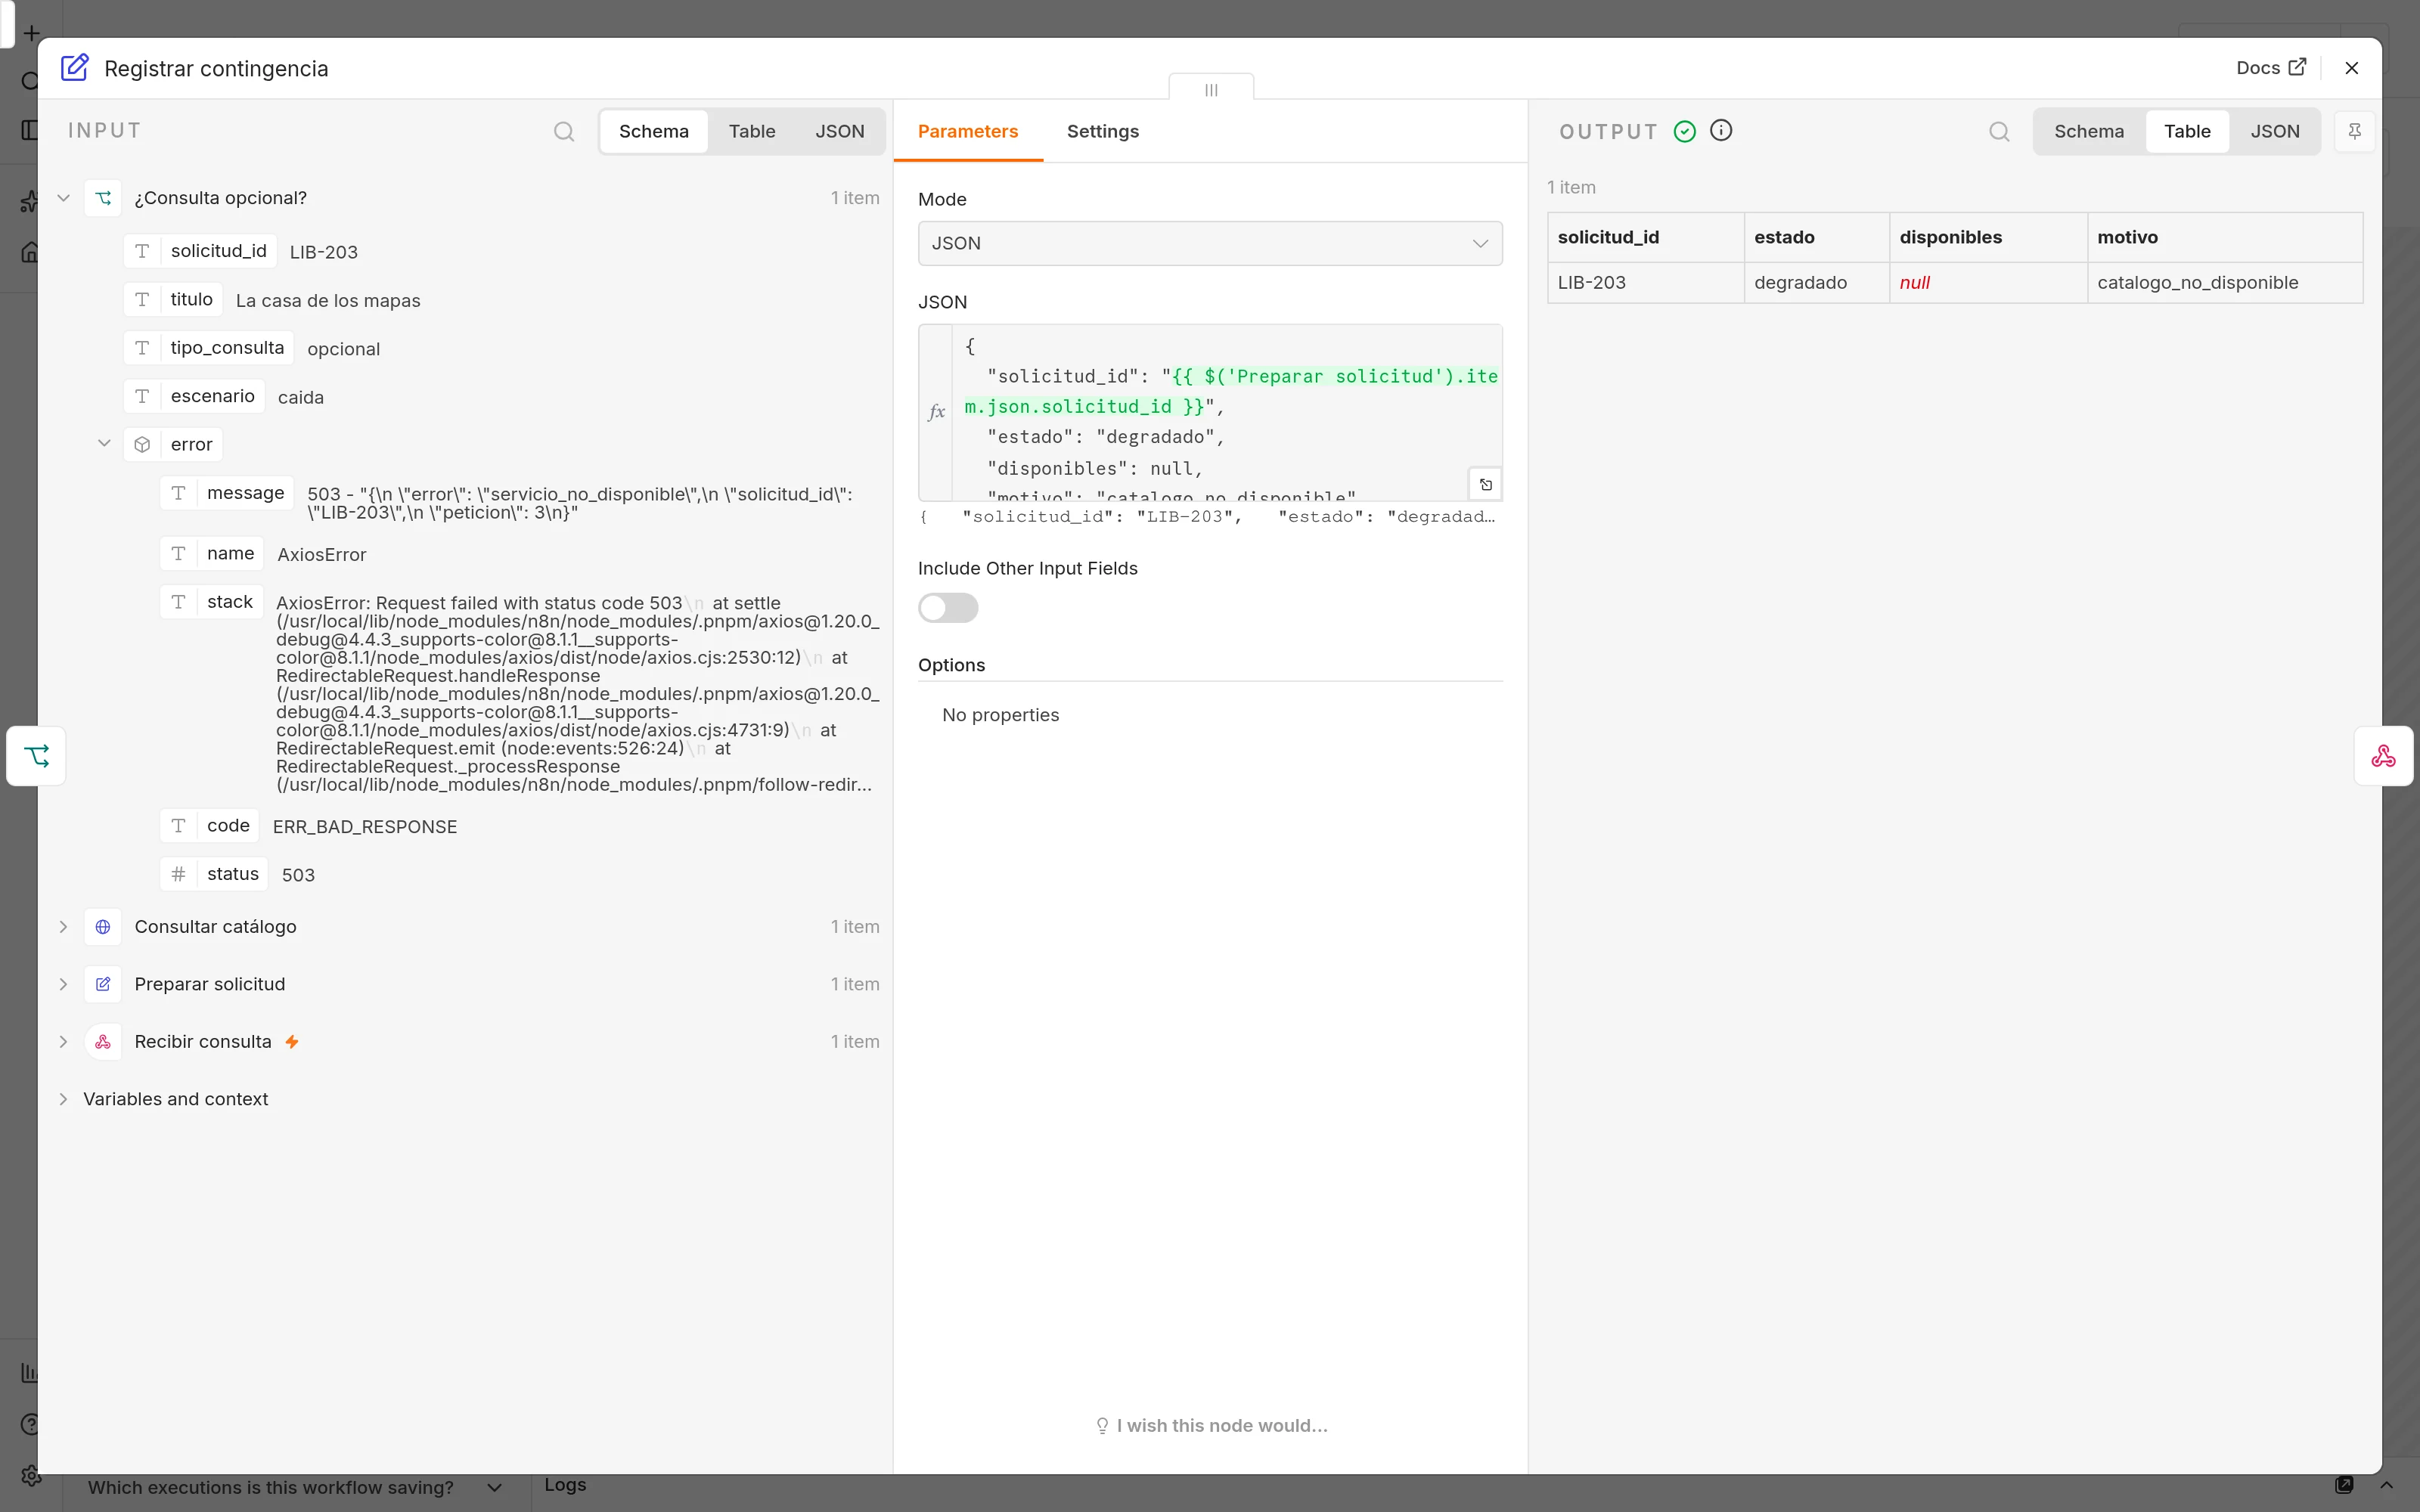 Registrar contingencia
Docs
INPUT
Schema
Table
JSON
¿Consulta opcional?
1 item
T solicitud_id LIB-203
T titulo La casa de los mapas
T tipo_consulta opcional
T escenario caida
error
T message 503 - "{\n \"error\": \"servicio_no_disponible\",\n \"solicitud_id\":
\"LIB-203\",\n \"peticion\": 3\n}"
T name AxiosError
T stack AxiosError: Request failed with status code 503\n at settle
(/usr/local/lib/node_modules/n8n/node_modules/.pnpm/axios@1.20.0_
debug@4.4.3_supports-color@8.1.1__supports-
color@8.1.1/node_modules/axios/dist/node/axios.cjs:2530:12)\n at
RedirectableRequest.handleResponse
(/usr/local/lib/node_modules/n8n/node_modules/.pnpm/axios@1.20.0_
debug@4.4.3_supports-color@8.1.1__supports-
color@8.1.1/node_modules/axios/dist/node/axios.cjs:4731:9)\n at
RedirectableRequest.emit (node:events:526:24)\n at
RedirectableRequest._processResponse
(/usr/local/lib/node_modules/n8n/node_modules/.pnpm/follow-redir...
T code ERR_BAD_RESPONSE
# status 503
Consultar catálogo
1 item
Preparar solicitud
1 item
Recibir consulta
1 item
Variables and context
Parameters
Settings
Mode
JSON
JSON
fx
{
"solicitud_id": "{{ $('Preparar solicitud').ite
m.json.solicitud_id }}",
"estado": "degradado",
"disponibles": null,
"motivo": "catalogo_no_disponible"
{ "solicitud_id": "LIB-203", "estado": "degradad...
Include Other Input Fields
Options
No properties
I wish this node would...
OUTPUT
Schema
Table
JSON
1 item
solicitud_id estado disponibles motivo
LIB-203 degradado null catalogo_no_disponible
Which executions is this workflow saving?
Logs